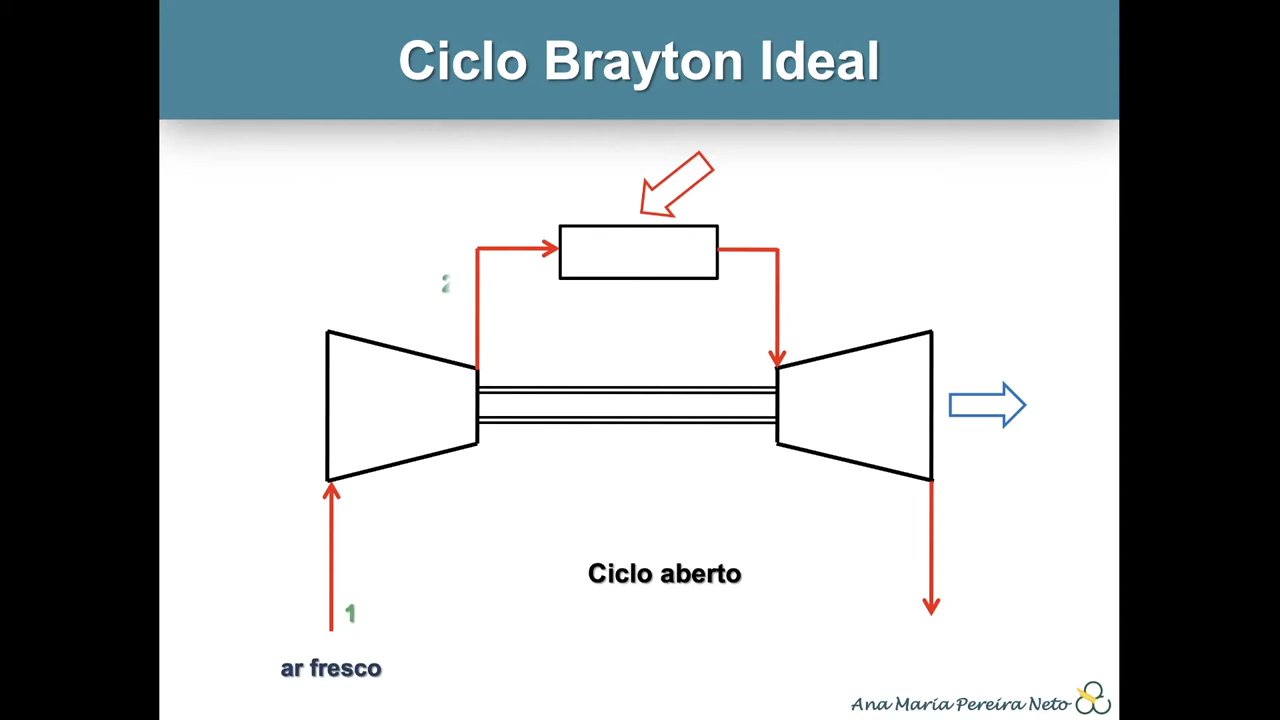 Ciclo Brayton Ideal
2
Ciclo aberto
1
ar fresco
Ana Maria Pereira Neto